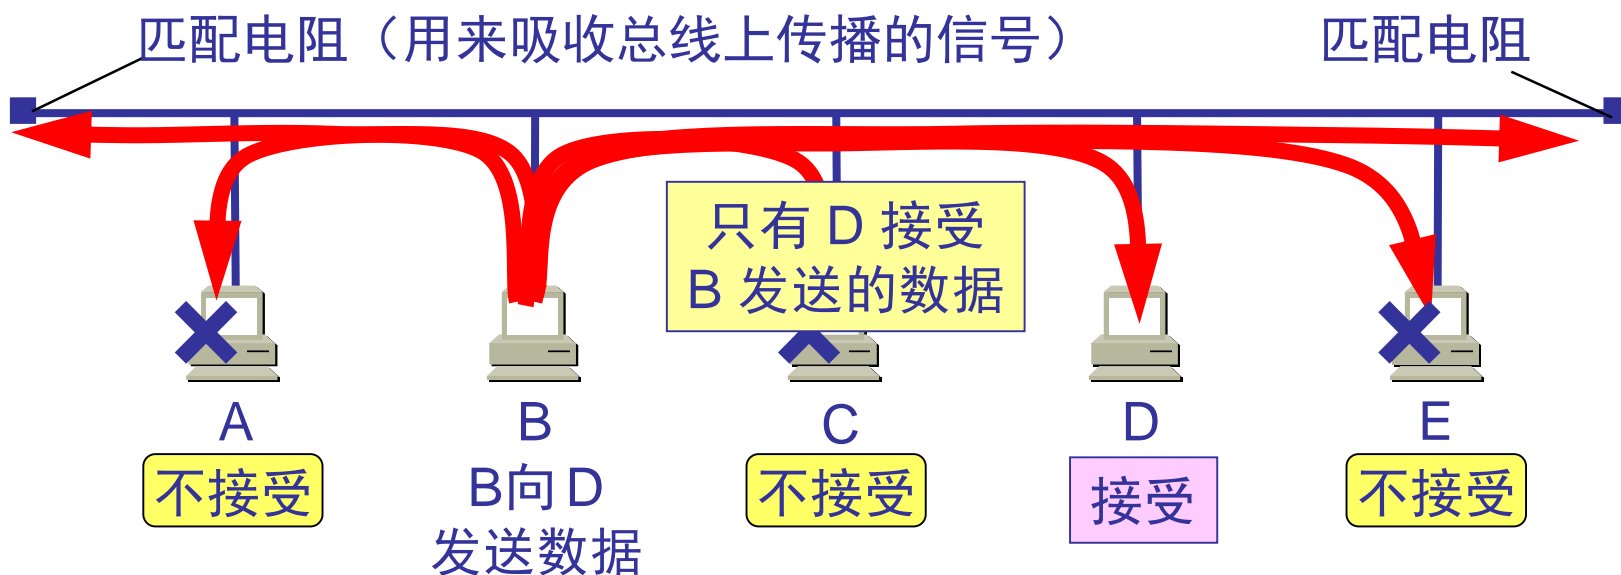 匹配电阻（用来吸收总线上传播的信号）
匹配电阻
只有 D 接受
B 发送的数据
A
B
C
D
E
不接受
B向 D
发送数据
不接受
接受
不接受